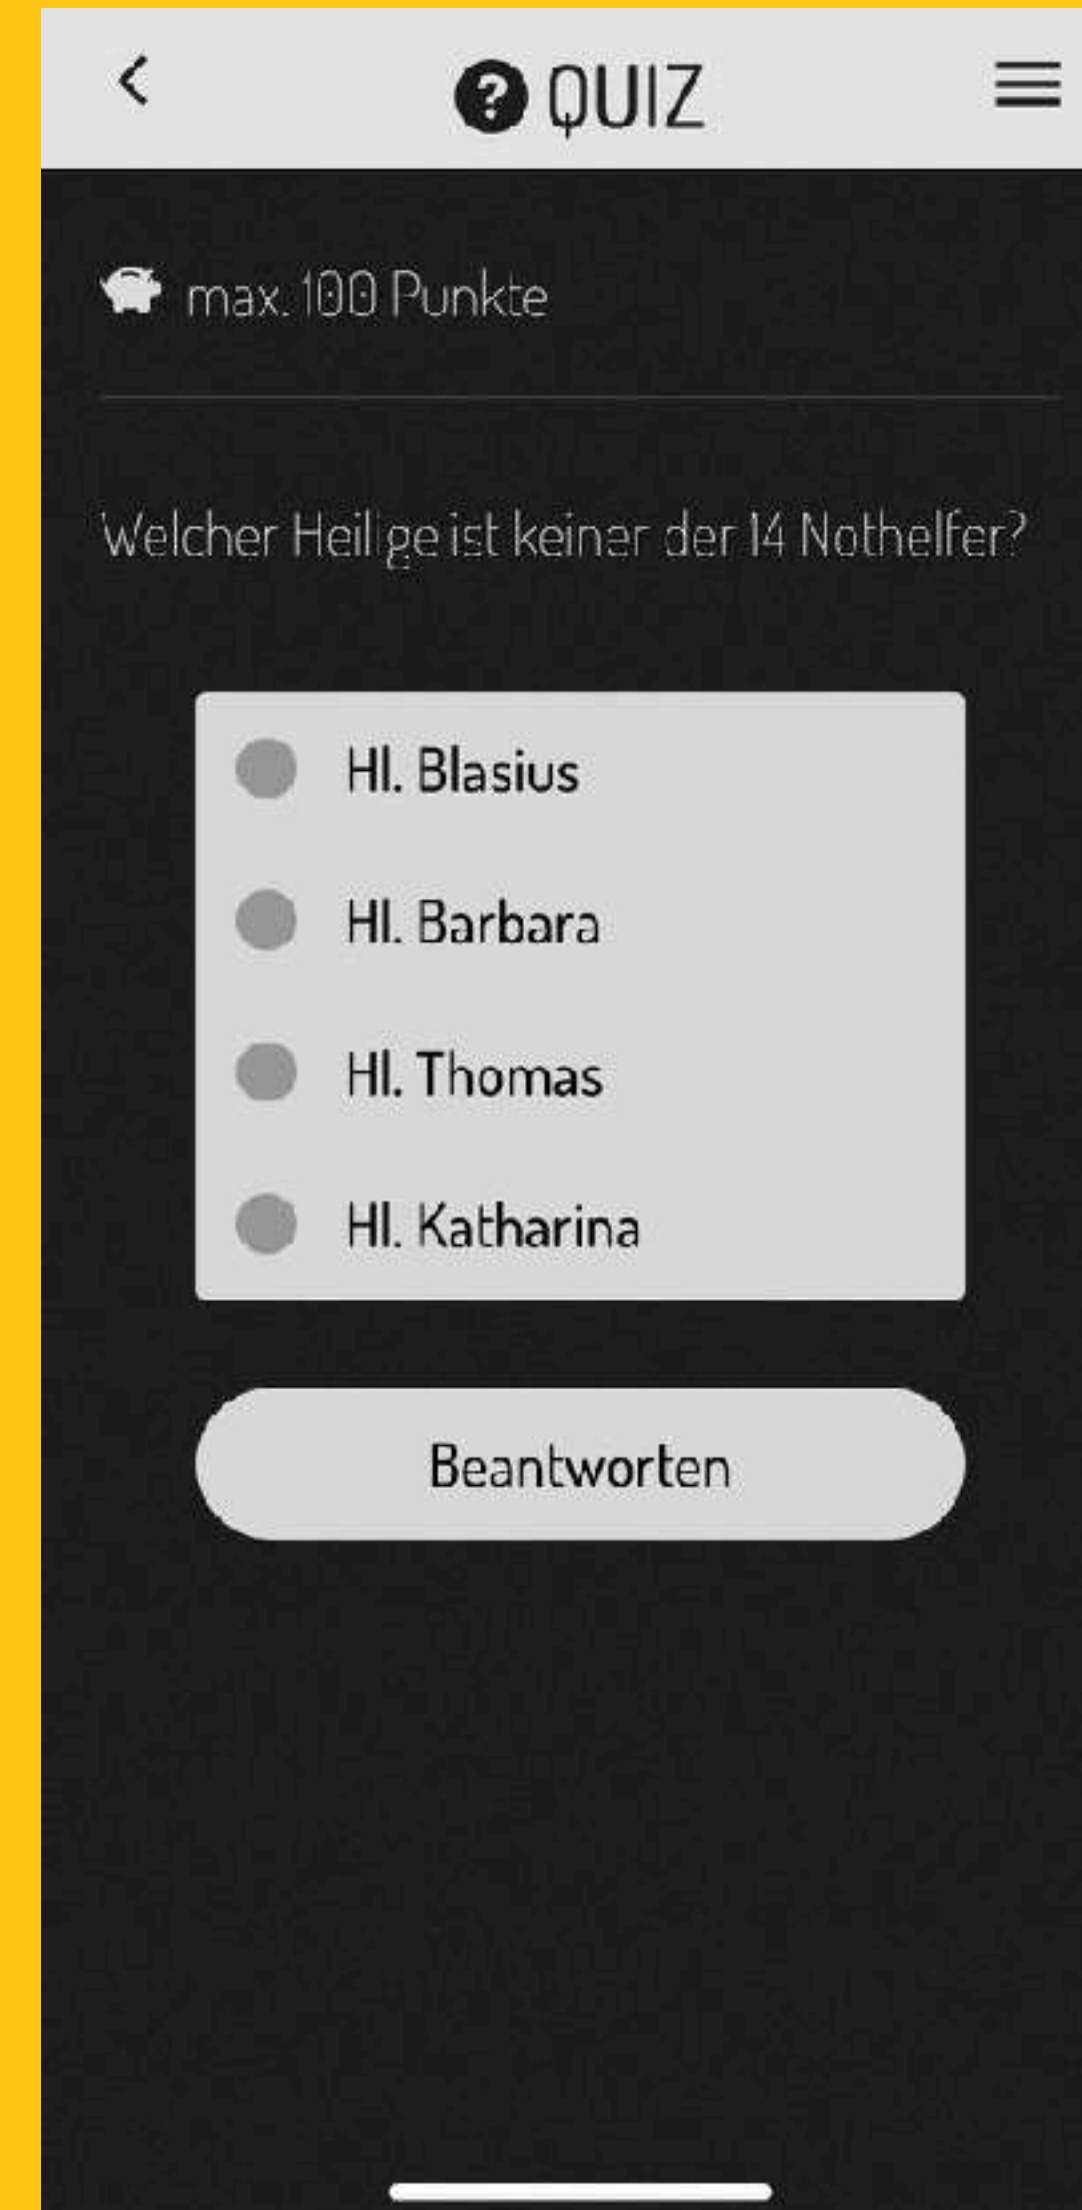 QUIZ
max. 100 Punkte
Welcher Heilige ist keiner der 14 Nothelfer?
Hl. Blasius
Hl. Barbara
Hl. Thomas
Hl. Katharina
Beantworten